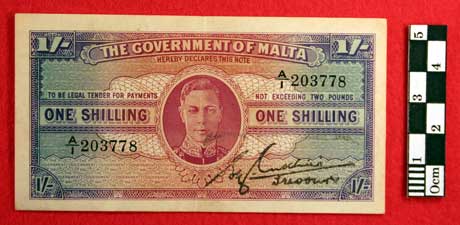 1/- THE GOVERNMENT OF MALTA 1/-
HEREBY DECLARES THIS NOTE
A/1 203778
TO BE LEGAL TENDER FOR PAYMENTS NOT EXCEEDING TWO POUNDS
ONE SHILLING ONE SHILLING
A/1 203778
1/- 1/-
5
4
3
2
1
0cm